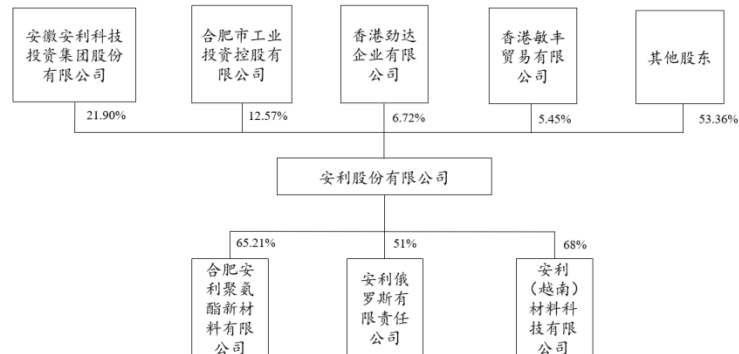 安徽安利科技
投资集团股份
有限公司
合肥市工业
投资控股有
限公司
香港劲达
企业有限
公司
香港敏丰
贸易有限
公司
其他股东
21.90%
12.57%
6.72%
5.45%
53.36%
安利股份有限公司
65.21%
51%
68%
合肥安
利聚氨
酯新材
料有限
公司
安利俄
罗斯有
限责任
公司
安利
（越南）
材料科
技有限
公司